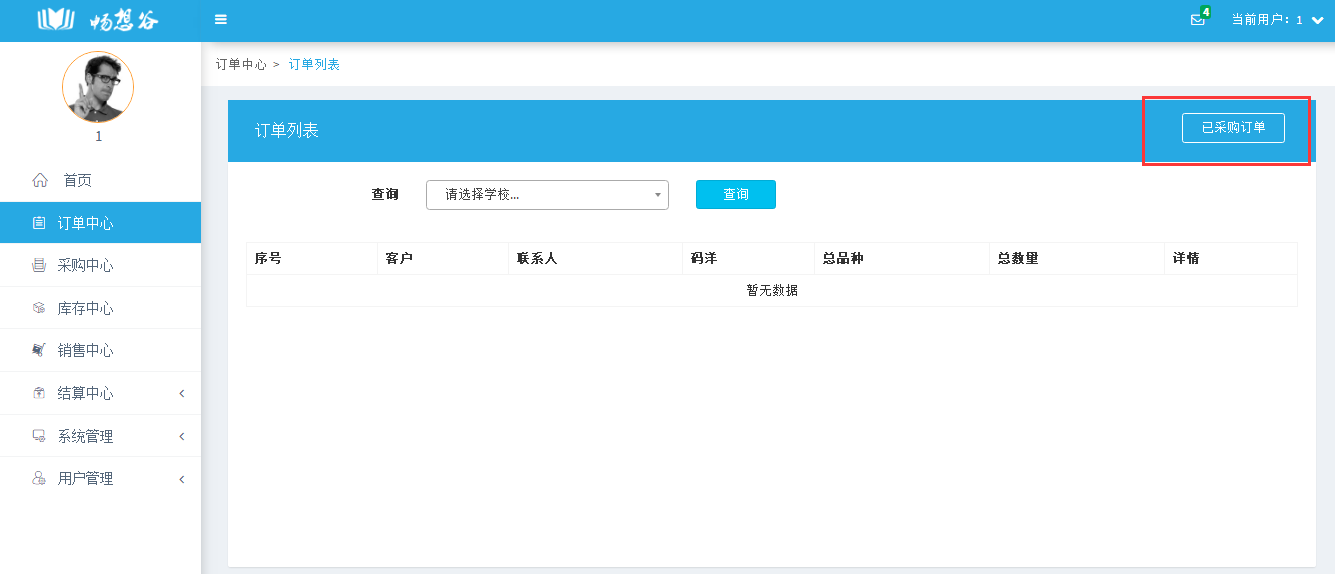 畅想谷
4
当前用户：1
1
首页
订单中心
采购中心
库存中心
销售中心
结算中心
系统管理
用户管理
订单中心 > 订单列表
订单列表
已采购订单
查询 请选择学校... 查询
序号 客户 联系人 码洋 总品种 总数量 详情
暂无数据